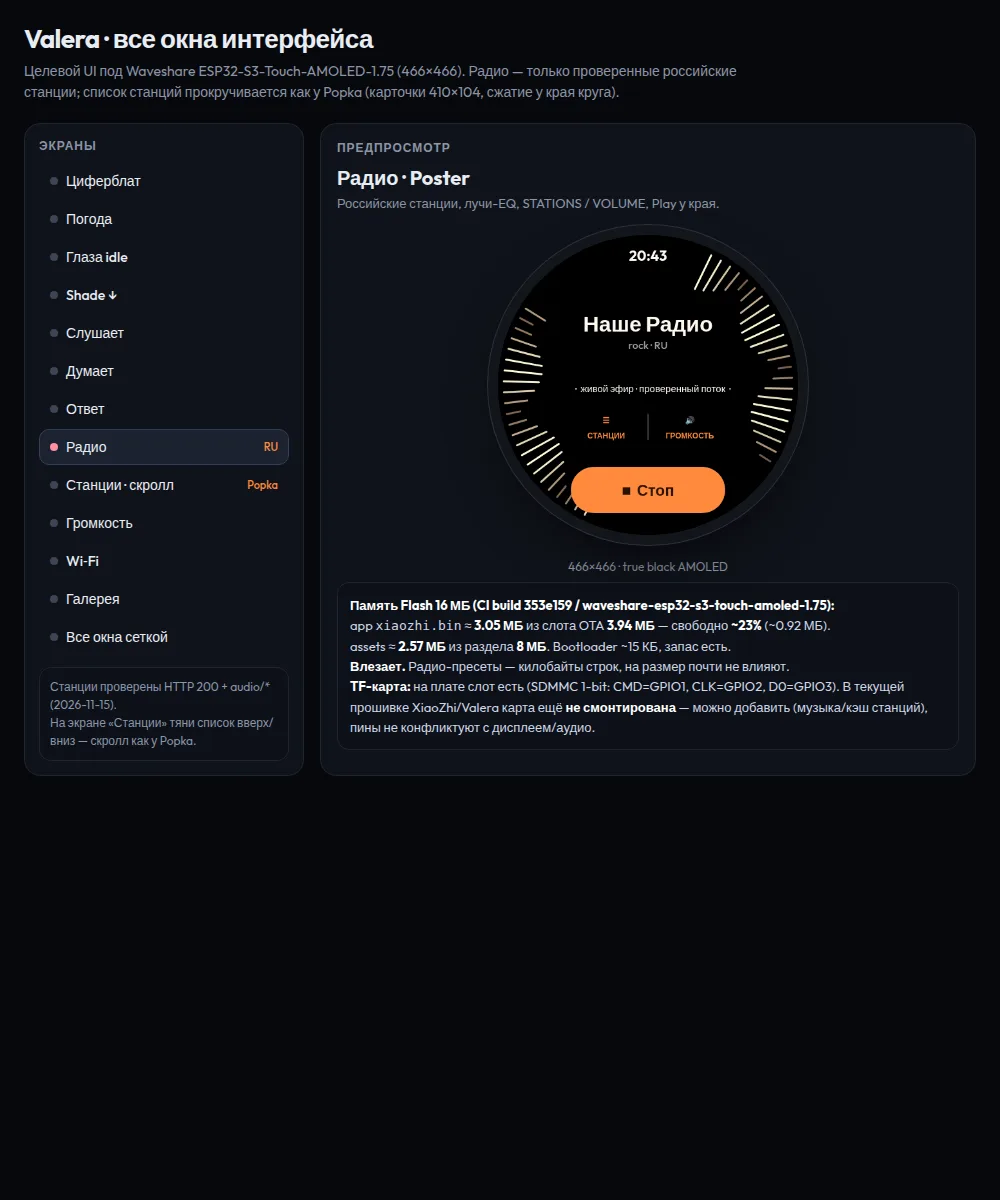 Valera · все окна интерфейса
Целевой UI под Waveshare ESP32-S3-Touch-AMOLED-1.75 (466×466). Радио — только проверенные российские
станции; список станций прокручивается как у Popka (карточки 410×104, сжатие у края круга).
ЭКРАНЫ
Циферблат
Погода
Глаза idle
Shade ↓
Слушает
Думает
Ответ
Радио RU
Станции · скролл Popka
Громкость
Wi-Fi
Галерея
Все окна сеткой
Станции проверены HTTP 200 + audio/*
(2026-11-15).
На экране «Станции» тяни список вверх/
вниз — скролл как у Popka.
ПРЕДПРОСМОТР
Радио · Poster
Российские станции, лучи-EQ, STATIONS / VOLUME, Play у края.
20:43
Наше Радио
rock · RU
· живой эфир · проверенный поток ·
СТАНЦИИ ГРОМКОСТЬ
■ Стоп
466×466 · true black AMOLED
Память Flash 16 МБ (CI build 353e159 / waveshare-esp32-s3-touch-amoled-1.75):
app xiaozhi.bin ≈ 3.05 МБ из слота OTA 3.94 МБ — свободно ~23% (~0.92 МБ).
assets ≈ 2.57 МБ из раздела 8 МБ. Bootloader ~15 КБ, запас есть.
Влезает. Радио-пресеты — килобайты строк, на размер почти не влияют.
TF-карта: на плате слот есть (SDMMC 1-bit: CMD=GPIO1, CLK=GPIO2, D0=GPIO3). В текущей
прошивке XiaoZhi/Valera карта ещё не смонтирована — можно добавить (музыка/кэш станций),
пины не конфликтуют с дисплеем/аудио.